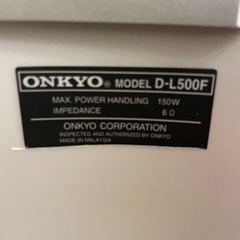 ONKYO® MODEL D-L500F
MAX. POWER HANDLING 150W
IMPEDANCE 6Ω
ONKYO CORPORATION
INSPECTED AND AUTHORIZED BY ONKYO
MADE IN MALAYSIA